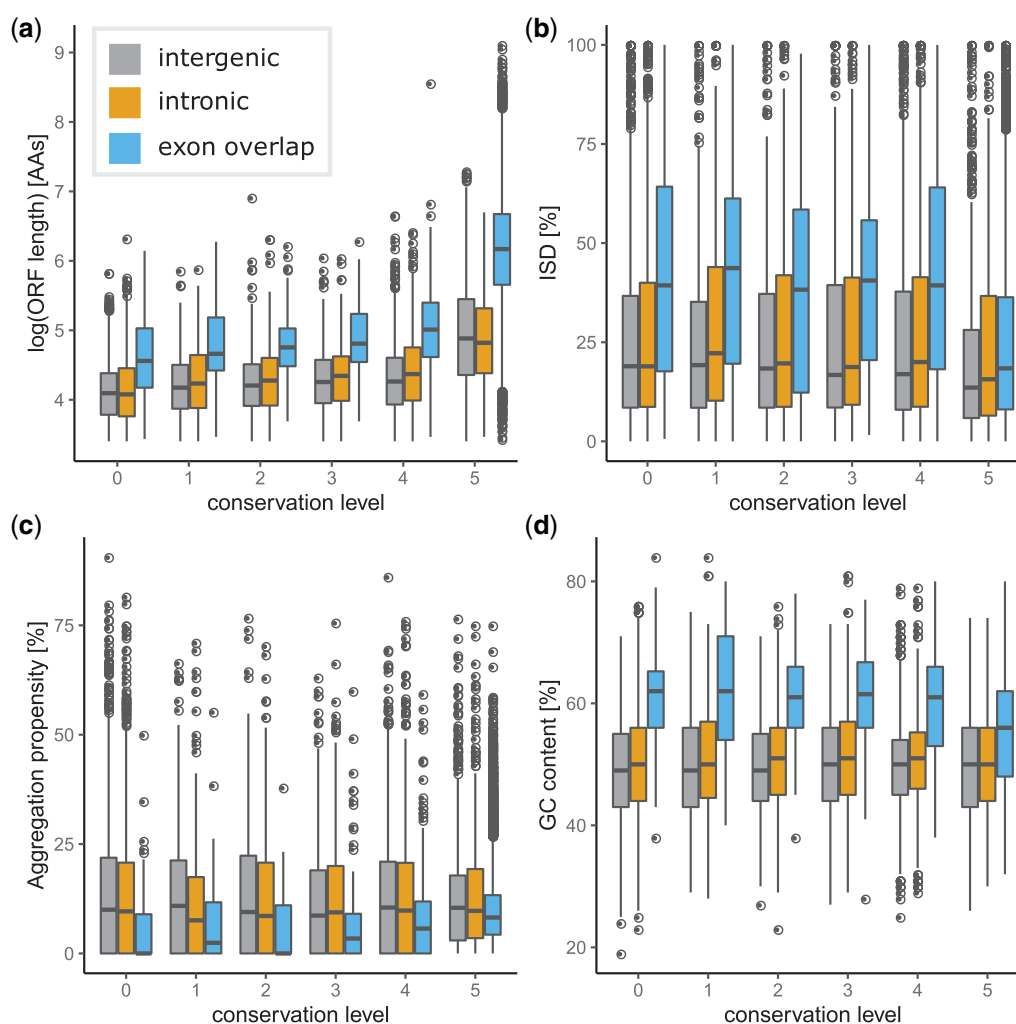 (a)
intergenic
intronic
exon overlap
log(ORF length) [AAs]
9
8
7
6
5
4
0 1 2 3 4 5
conservation level
(b)
ISD [%]
100
75
50
25
0
0 1 2 3 4 5
conservation level
(c)
Aggregation propensity [%]
75
50
25
0
0 1 2 3 4 5
conservation level
(d)
GC content [%]
80
60
40
20
0 1 2 3 4 5
conservation level